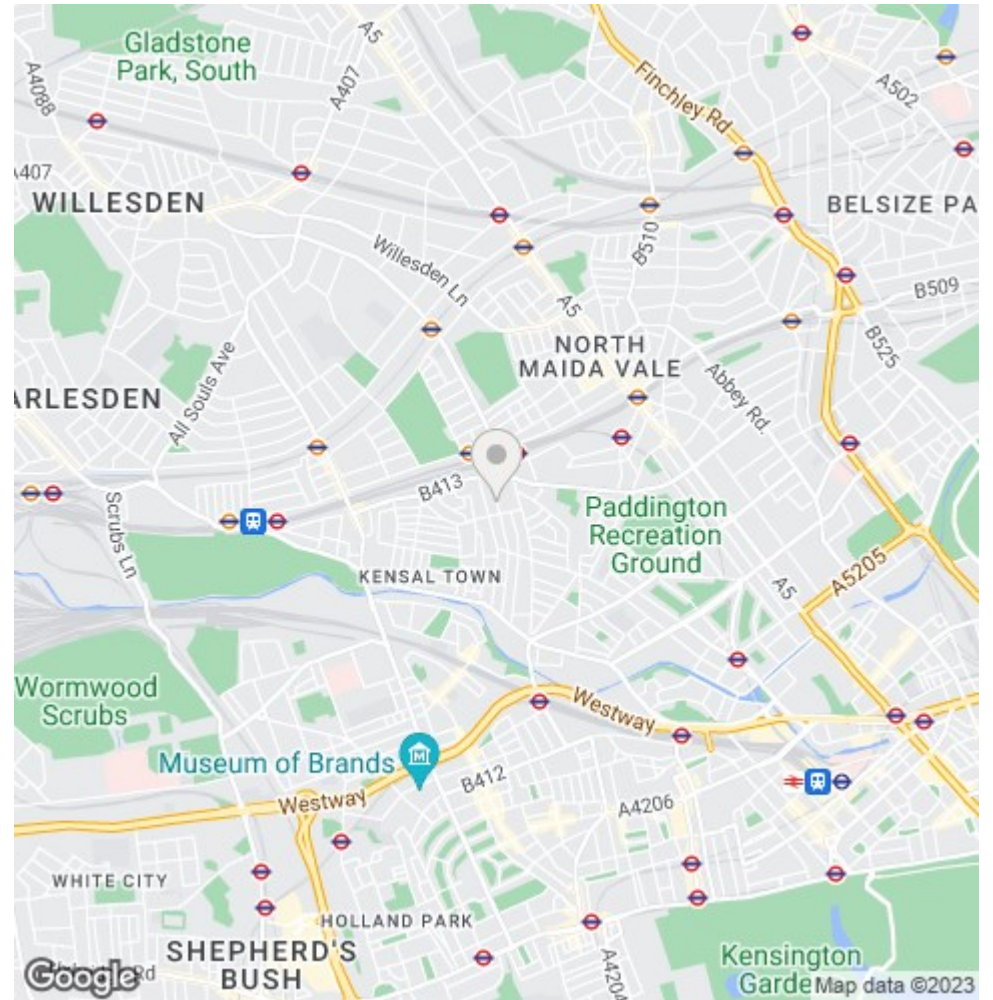 Gladstone
Park, South
A5
A407
A4088
A502
Finchley Rd
A407
WILLESDEN
BELSIZE PA
B510
Willesden Ln
A5
B509
NORTH
MAIDA VALE
B525
All Souls Ave
Abbey Rd.
ARLESDEN
B413
Scrubs Ln
Paddington
Recreation
Ground
KENSAL TOWN
A5
A5205
Wormwood
Scrubs
Westway
Museum of Brands
B412
Westway
A4206
WHITE CITY
HOLLAND PARK
SHEPHERD'S
BUSH
A4204
Kensington
Garde
Google
Rd
Map data ©2023